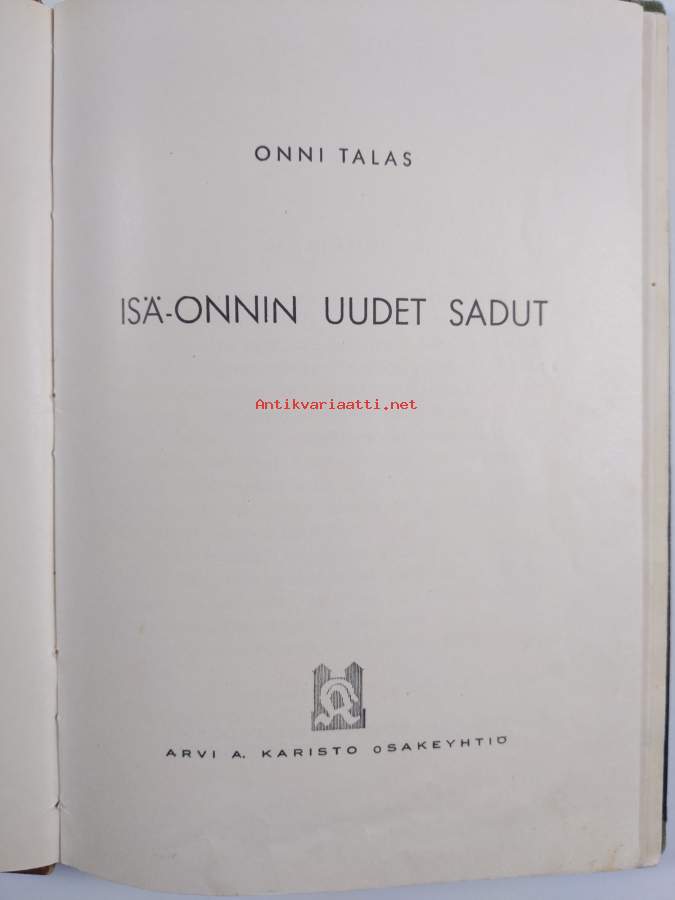 ONNI TALAS
ISÄ-ONNIN UUDET SADUT
Antikvariaatti.net
ARVI A. KARISTO OSAKEYHTIÖ